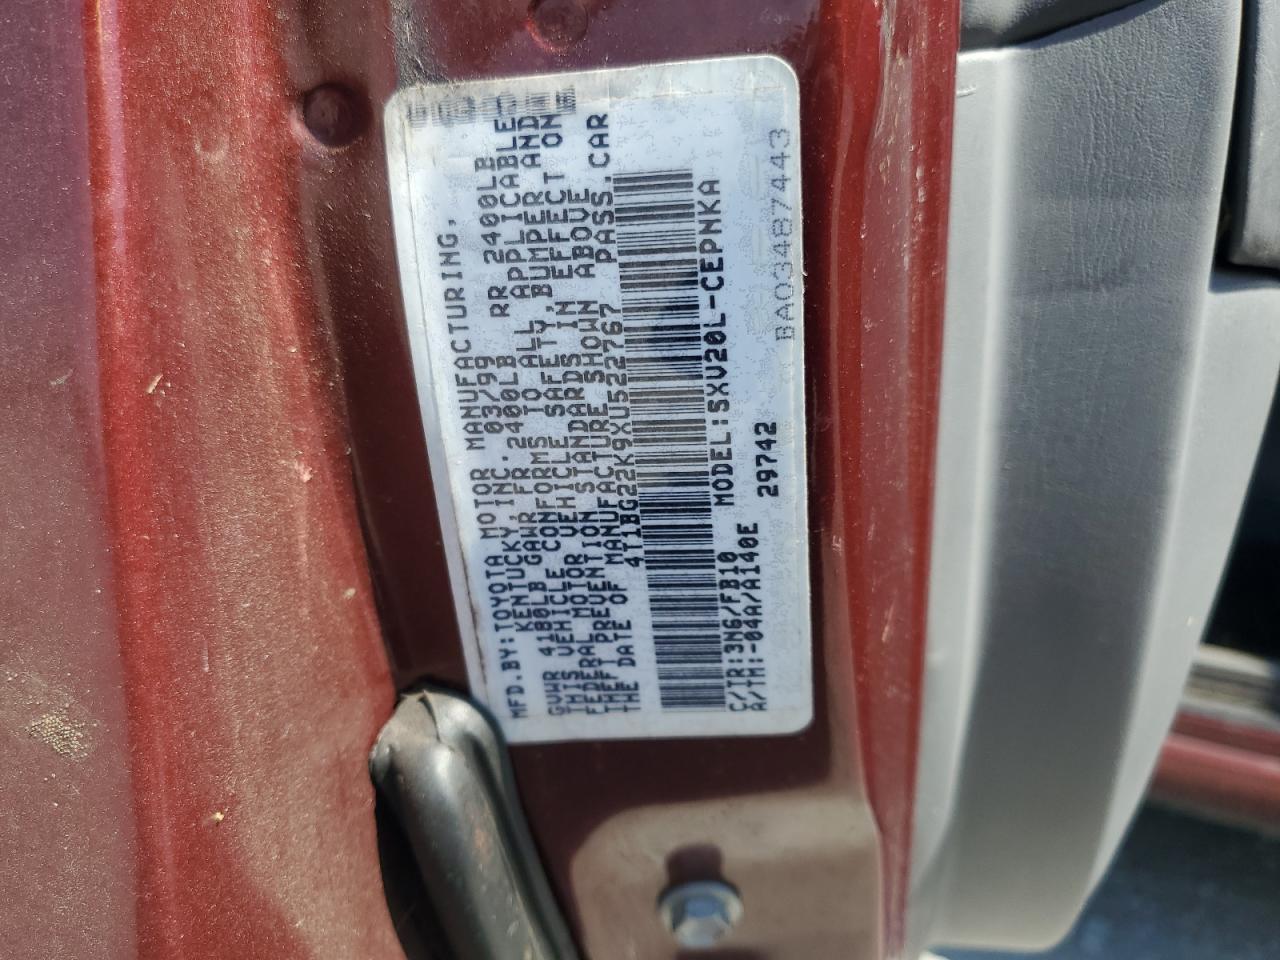 MFD.BY:TOYOTA MOTOR MANUFACTURING,
KENTUCKY,INC. 03/99
GVWR 4180LB GAWR FR 2400LB RR 2400LB
THIS VEHICLE CONFORMS TO ALL APPLICABLE
FEDERAL MOTOR VEHICLE SAFETY,BUMPER AND
THEFT PREVENTION STANDARDS IN EFFECT ON
THE DATE OF MANUFACTURE SHOWN ABOVE.
4T1BG22K9XU522767 PASS.CAR
C/TR:3N6/FB10 MODEL:SXV20L-CEPNKA
A/TM:-04A/A140E 29742
BA03487443